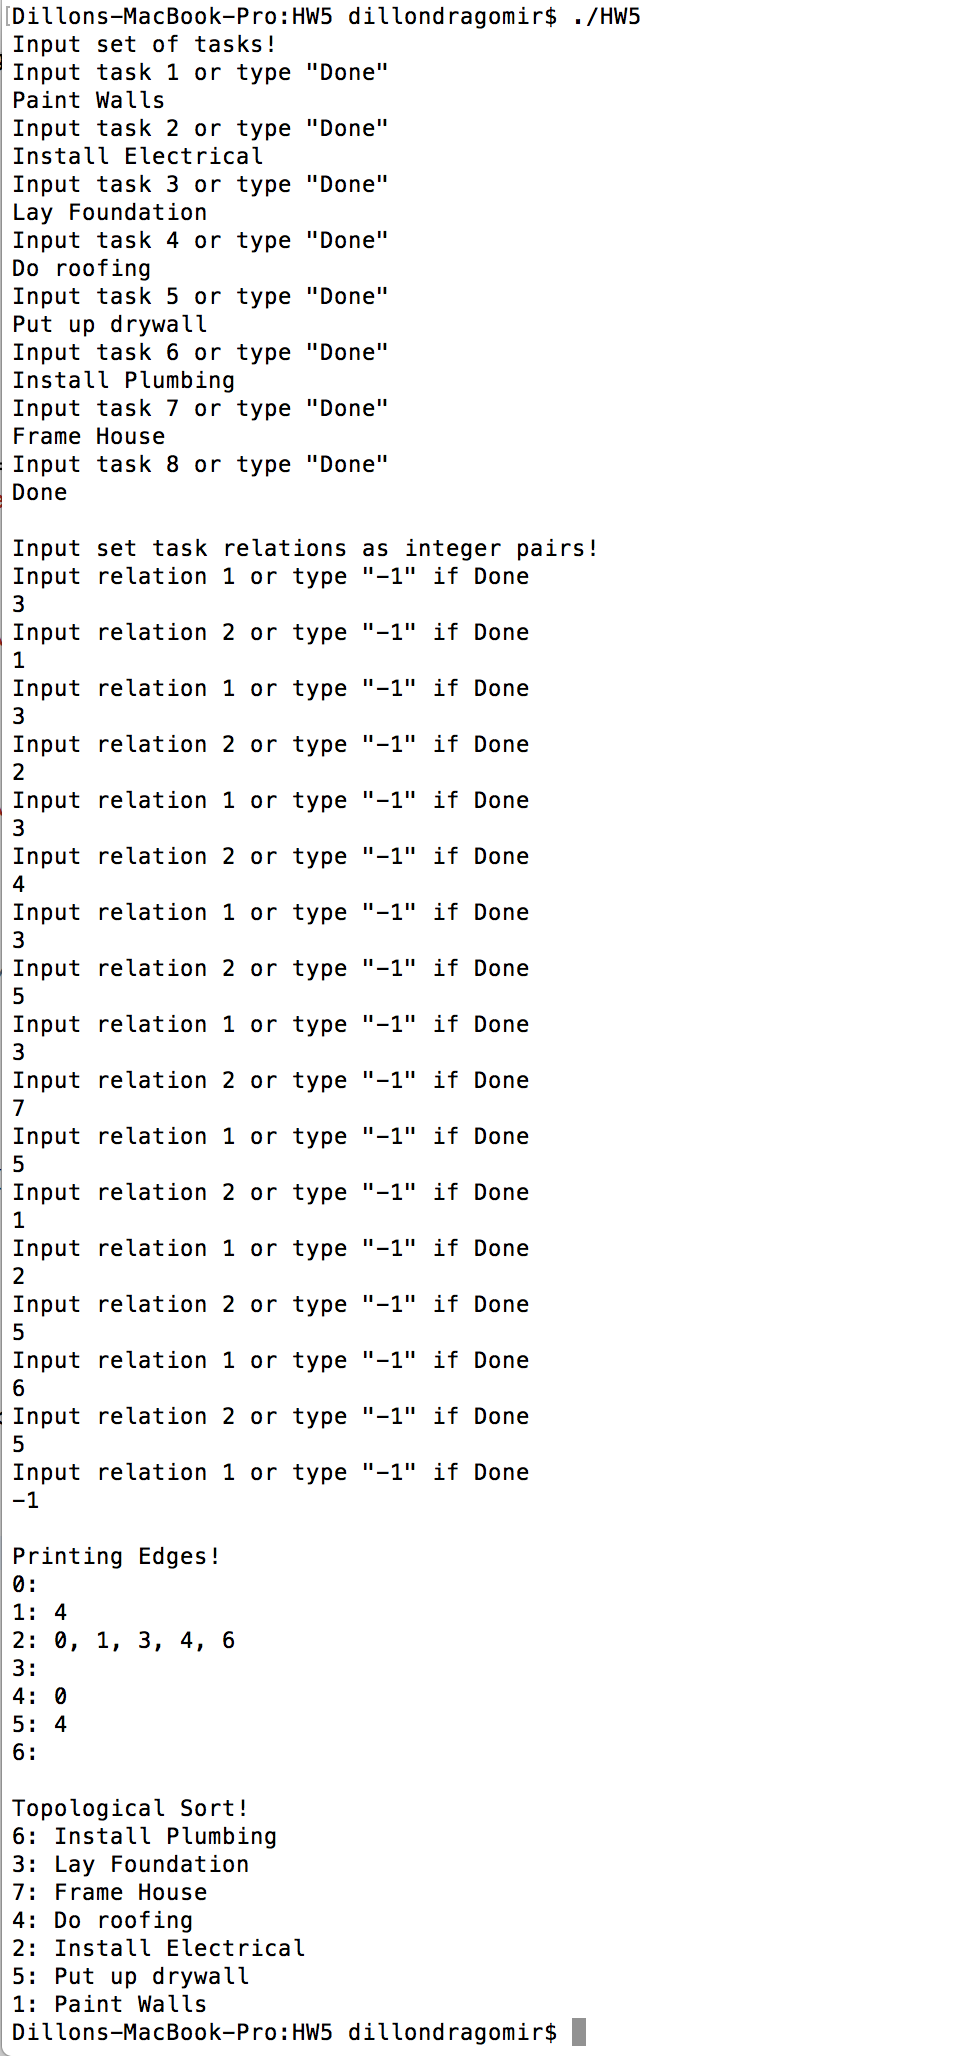 Dillons-MacBook-Pro:HW5 dillondragomir$ ./HW5
Input set of tasks!
Input task 1 or type "Done"
Paint Walls
Input task 2 or type "Done"
Install Electrical
Input task 3 or type "Done"
Lay Foundation
Input task 4 or type "Done"
Do roofing
Input task 5 or type "Done"
Put up drywall
Input task 6 or type "Done"
Install Plumbing
Input task 7 or type "Done"
Frame House
Input task 8 or type "Done"
Done

Input set task relations as integer pairs!
Input relation 1 or type "-1" if Done
3
Input relation 2 or type "-1" if Done
1
Input relation 1 or type "-1" if Done
3
Input relation 2 or type "-1" if Done
2
Input relation 1 or type "-1" if Done
3
Input relation 2 or type "-1" if Done
4
Input relation 1 or type "-1" if Done
3
Input relation 2 or type "-1" if Done
5
Input relation 1 or type "-1" if Done
3
Input relation 2 or type "-1" if Done
7
Input relation 1 or type "-1" if Done
5
Input relation 2 or type "-1" if Done
1
Input relation 1 or type "-1" if Done
2
Input relation 2 or type "-1" if Done
5
Input relation 1 or type "-1" if Done
6
Input relation 2 or type "-1" if Done
5
Input relation 1 or type "-1" if Done
-1

Printing Edges!
0:
1: 4
2: 0, 1, 3, 4, 6
3:
4: 0
5: 4
6:

Topological Sort!
6: Install Plumbing
3: Lay Foundation
7: Frame House
4: Do roofing
2: Install Electrical
5: Put up drywall
1: Paint Walls
Dillons-MacBook-Pro:HW5 dillondragomir$